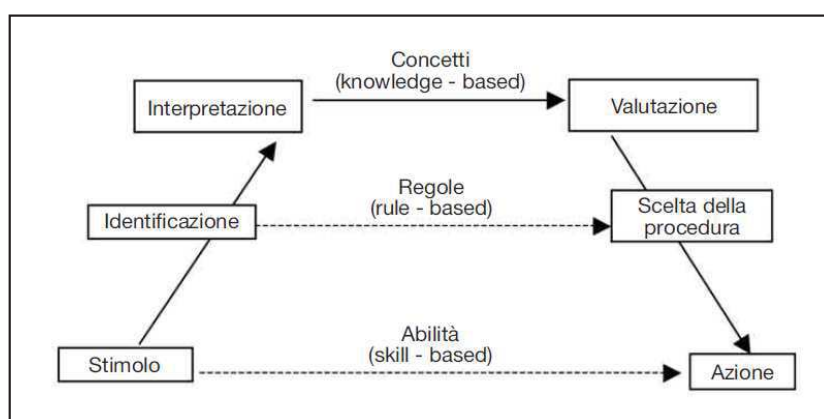 Concetti
(knowledge - based)
Interpretazione
Valutazione
Regole
(rule - based)
Identificazione
Scelta della
procedura
Abilità
(skill - based)
Stimolo
Azione